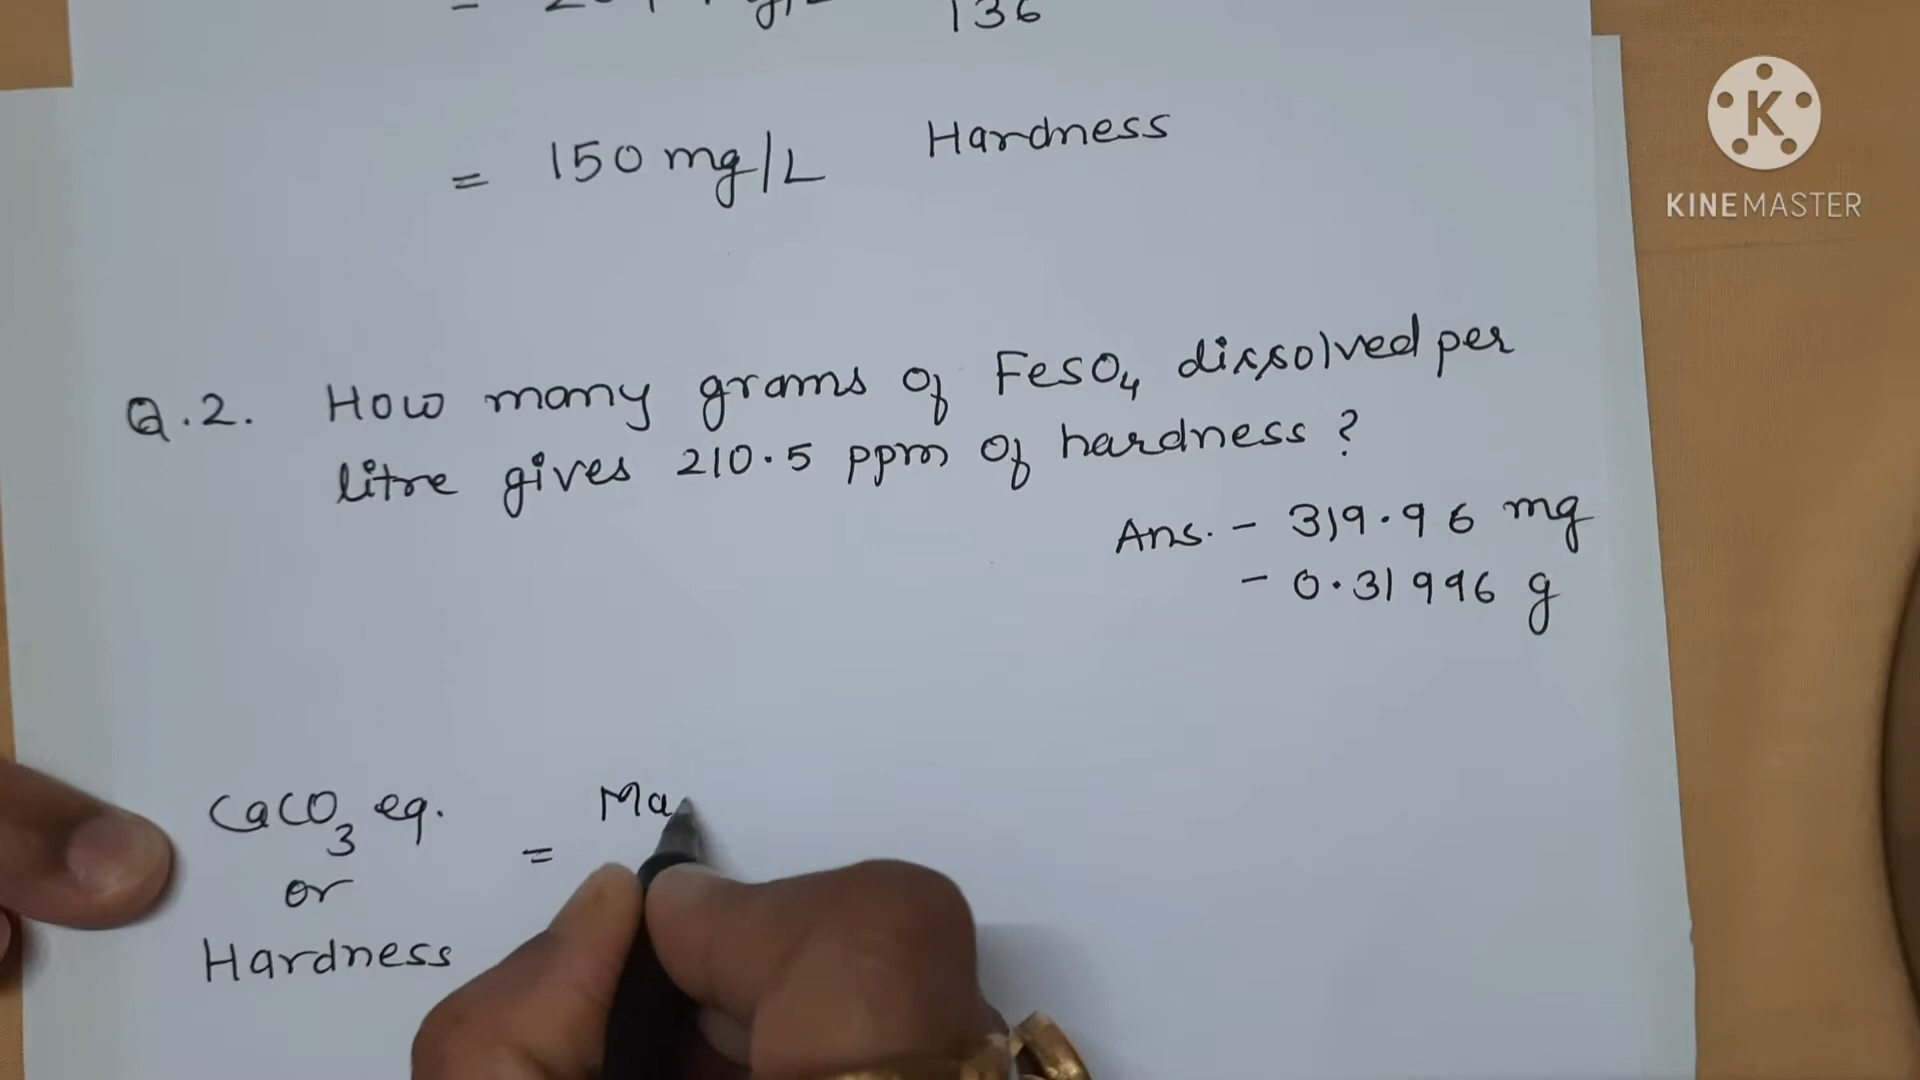 136
= 150 mg/L Hardness
K
KINEMASTER
Q.2. How many grams of FeSO4 dissolved per
litre gives 210.5 ppm of hardness ?
Ans. - 319.96 mg
- 0.31996 g
CaCO3 eq.
or
Hardness
= Ma